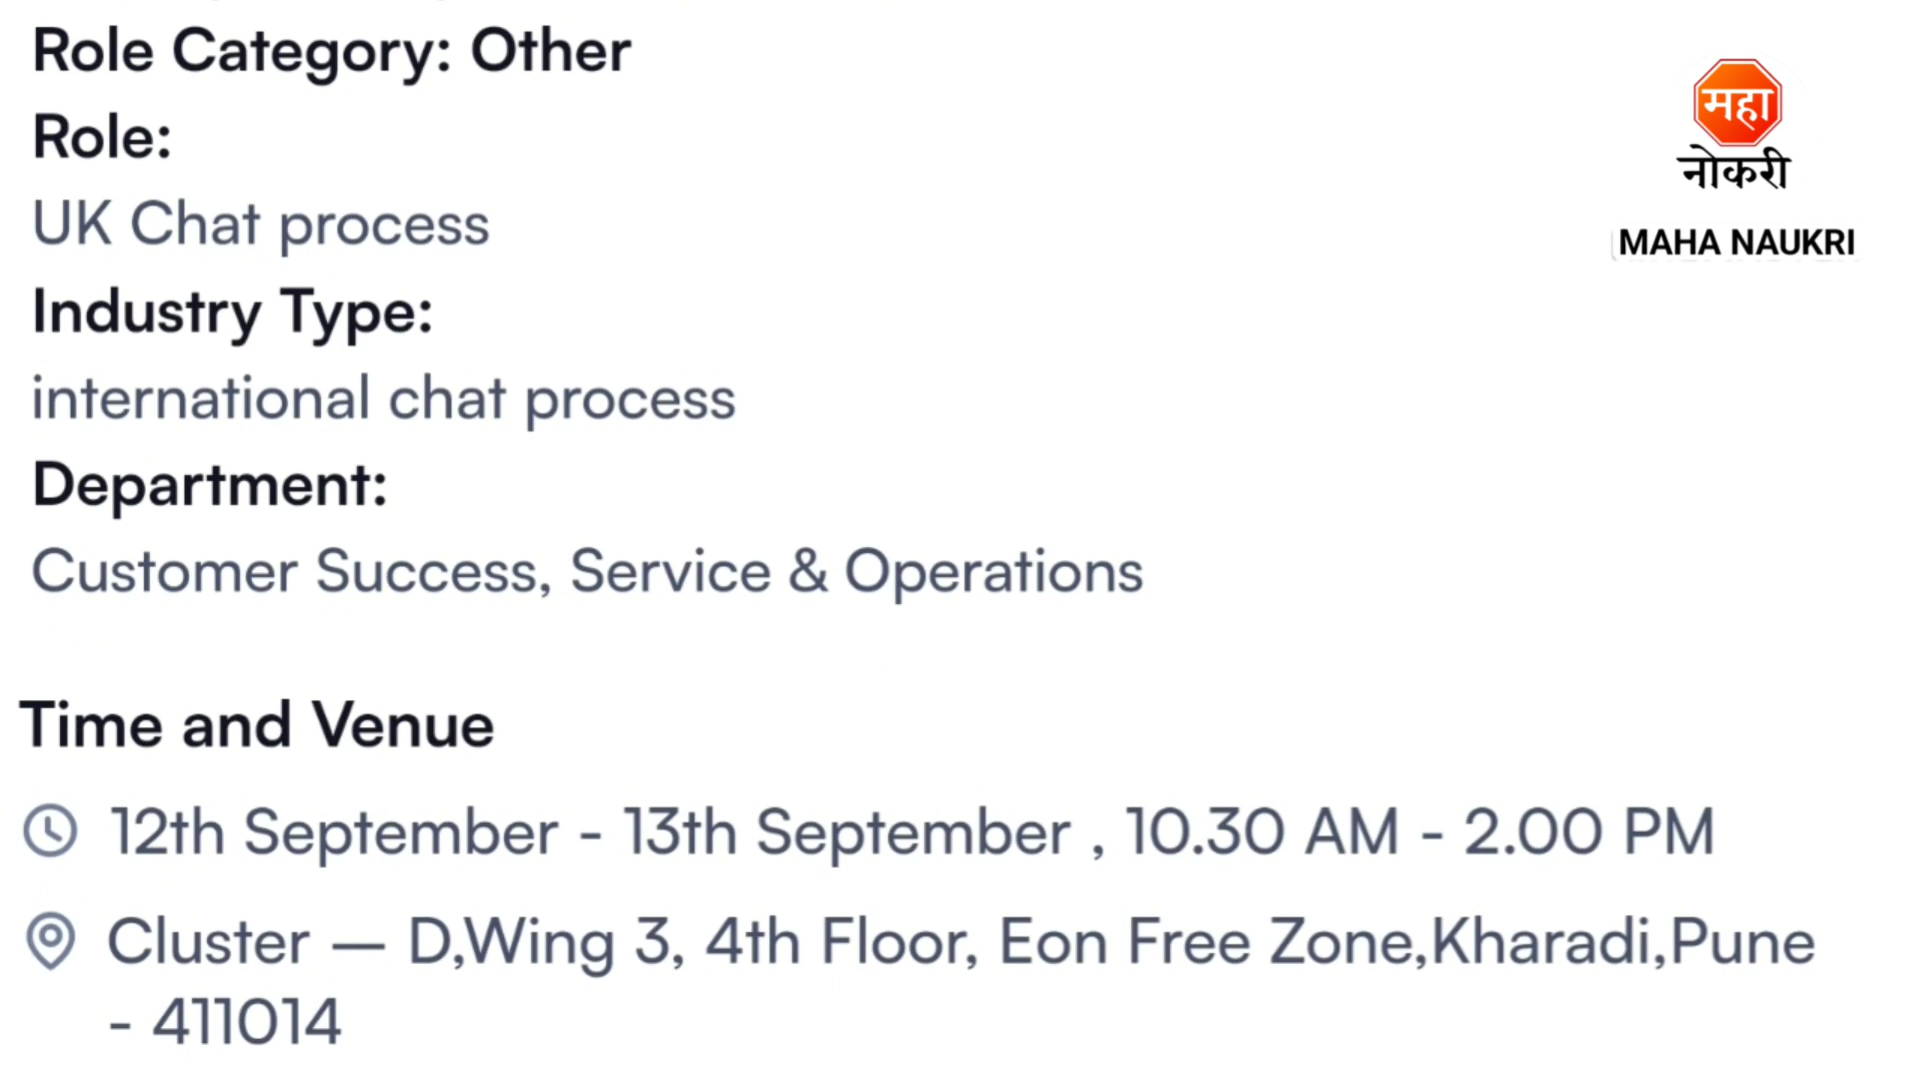 Role Category: Other
Role:
UK Chat process
Industry Type:
international chat process
Department:
Customer Success, Service & Operations
Time and Venue
12th September - 13th September , 10.30 AM - 2.00 PM
Cluster — D,Wing 3, 4th Floor, Eon Free Zone,Kharadi,Pune
- 411014
महा
नोकरी
MAHA NAUKRI